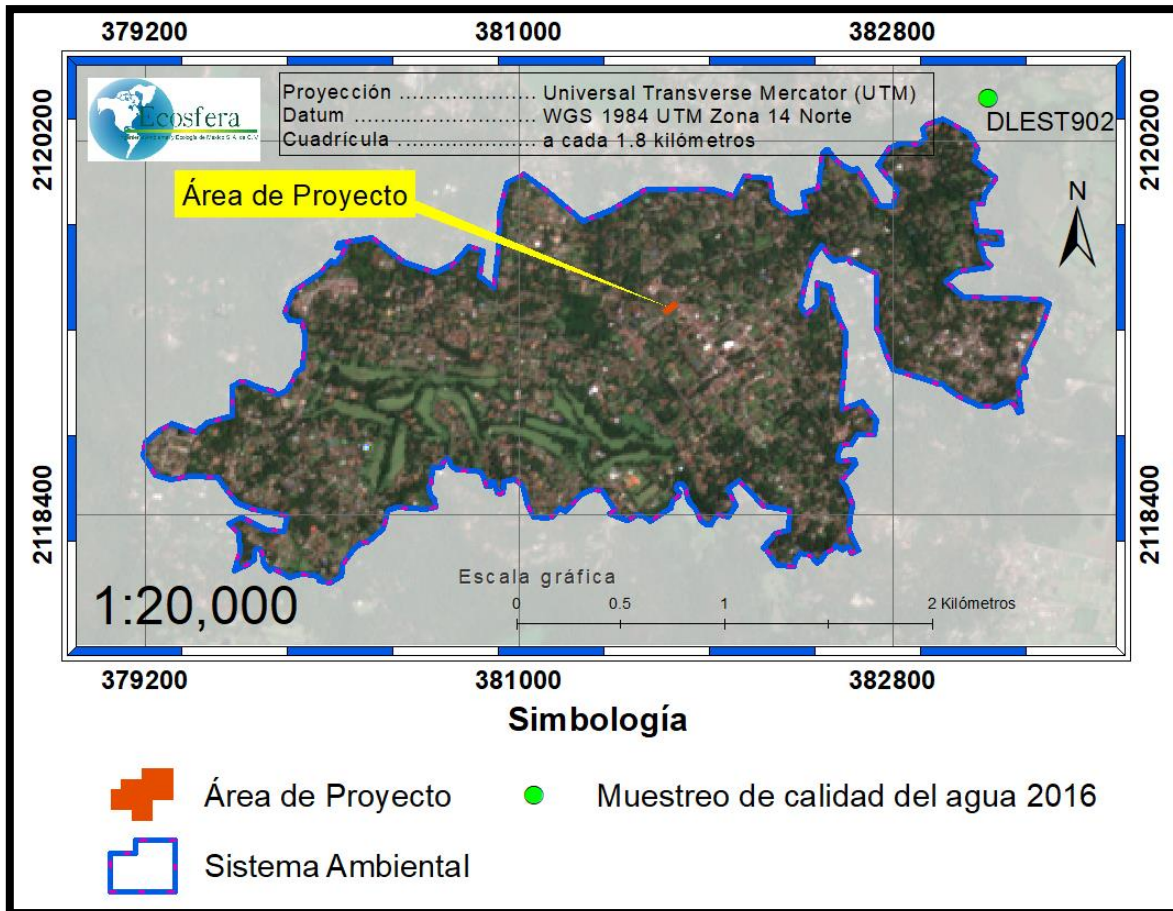 379200 381000 382800
Ecosfera
Proyección ................... Universal Transverse Mercator (UTM)
Datum ......................... WGS 1984 UTM Zona 14 Norte
Cuadrícula ..................... a cada 1.8 kilómetros
DLEST902
2120200 2120200
Área de Proyecto
N
2118400 2118400
Escala gráfica
1:20,000
0 0.5 1 2 Kilómetros
379200 381000 382800
Simbología
Área de Proyecto
Muestreo de calidad del agua 2016
Sistema Ambiental